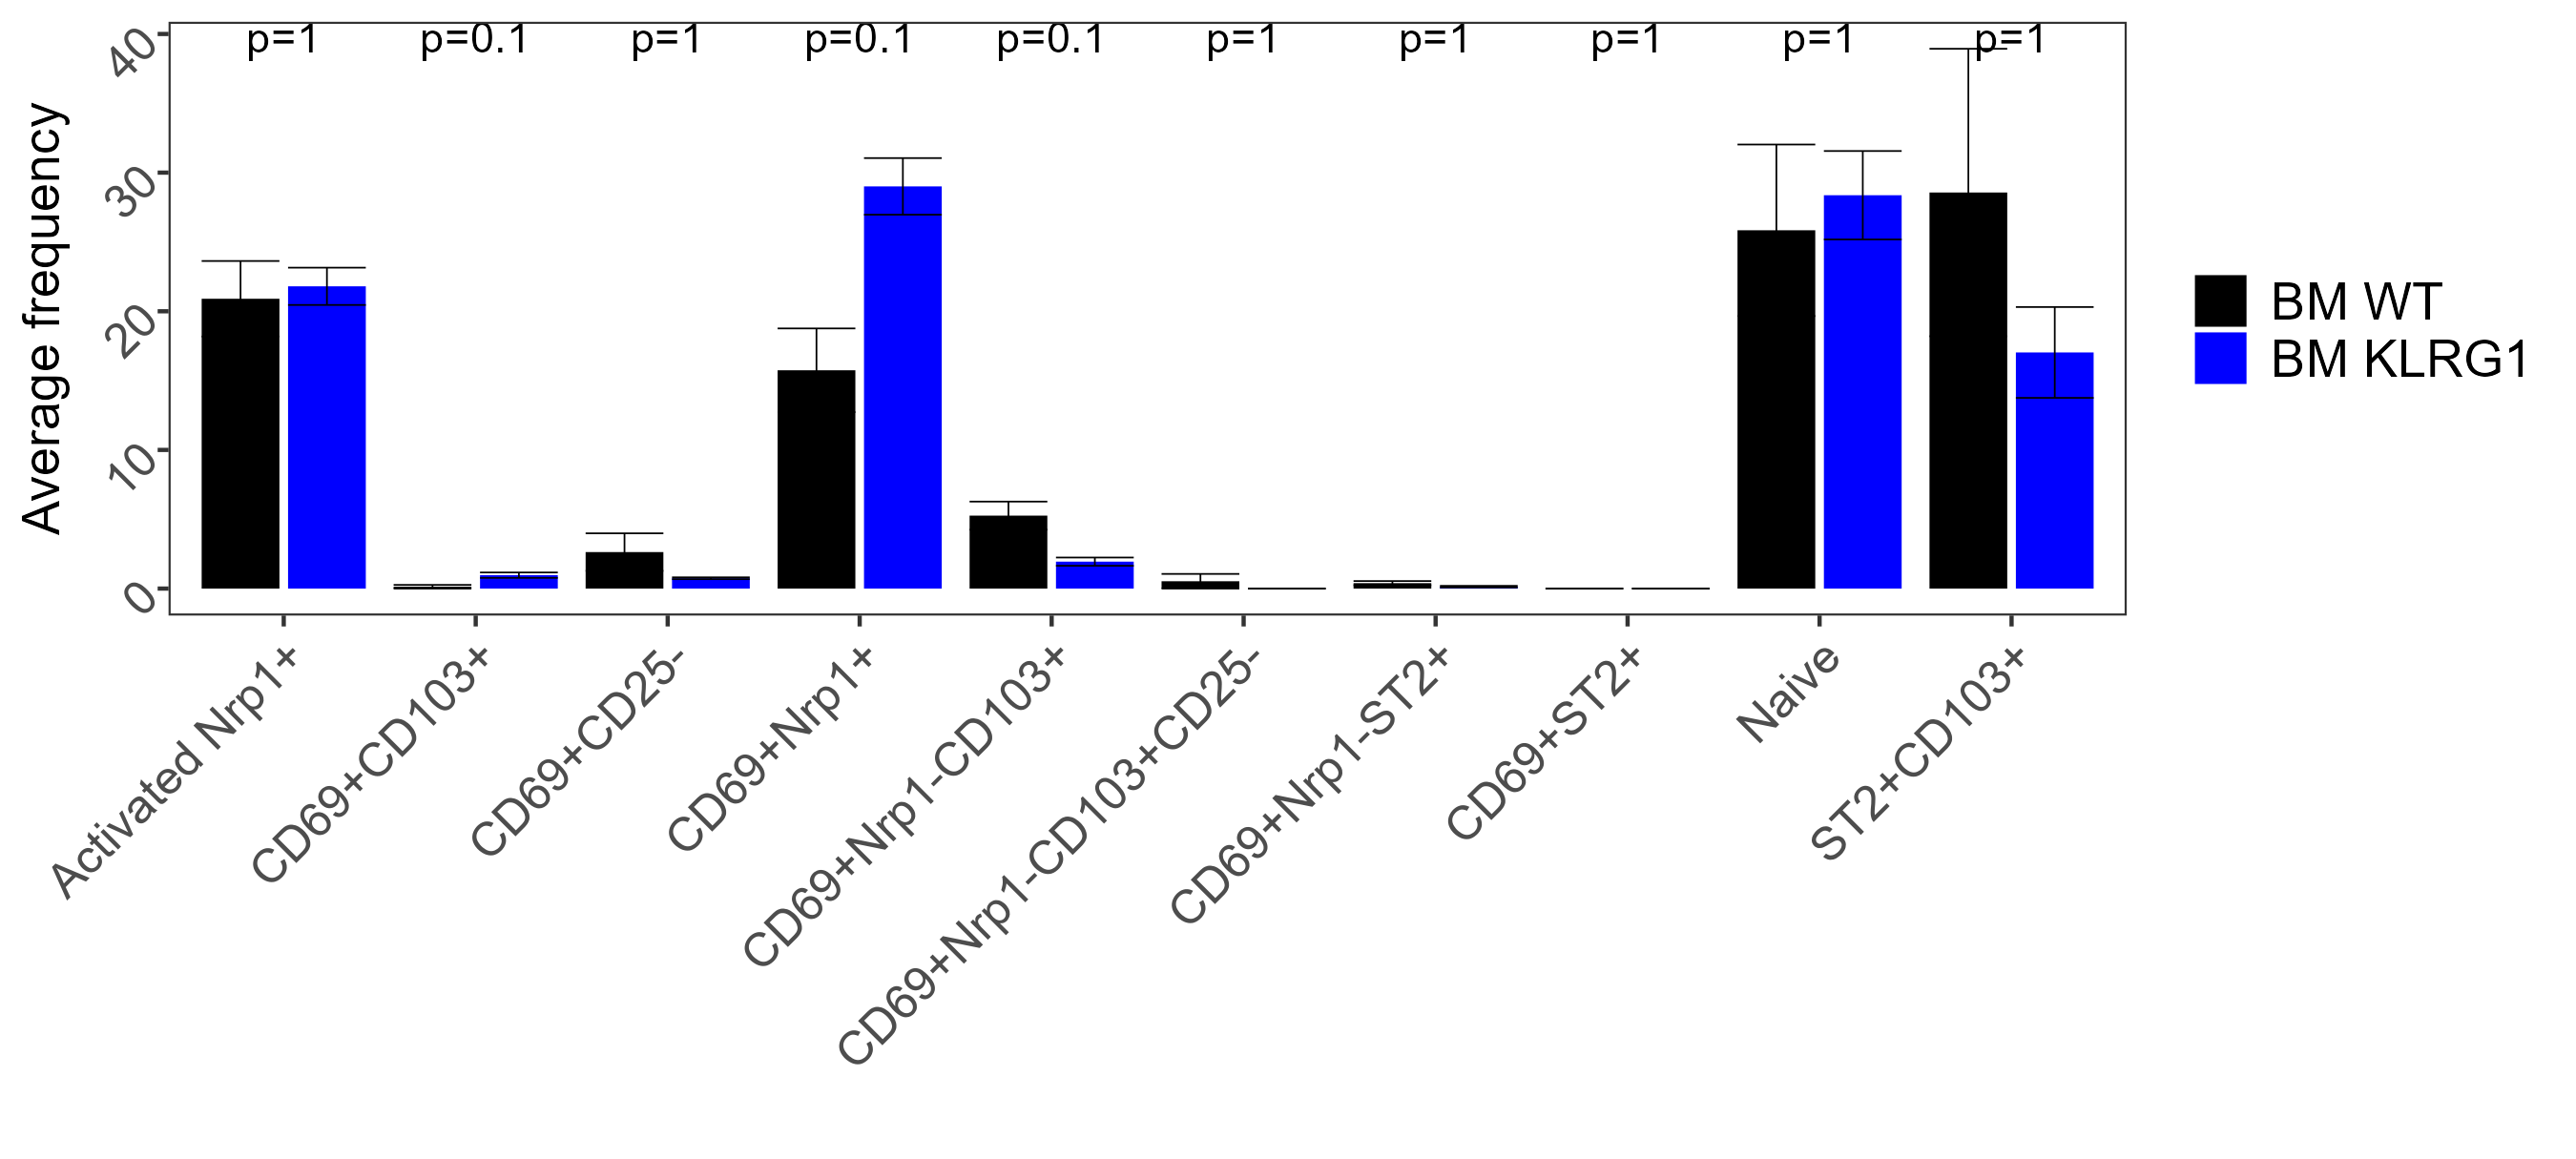 p=1
p=0.1
p=1
p=0.1
p=0.1
p=1
p=1
p=1
p=1
p=1
Average frequency
40
30
20
10
0
BM WT
BM KLRG1
Activated Nrp1+
CD69+CD103+
CD69+CD25-
CD69+Nrp1+
CD69+Nrp1-CD103+
CD69+Nrp1-CD103+CD25-
CD69+Nrp1-ST2+
CD69+ST2+
Naive
ST2+CD103+